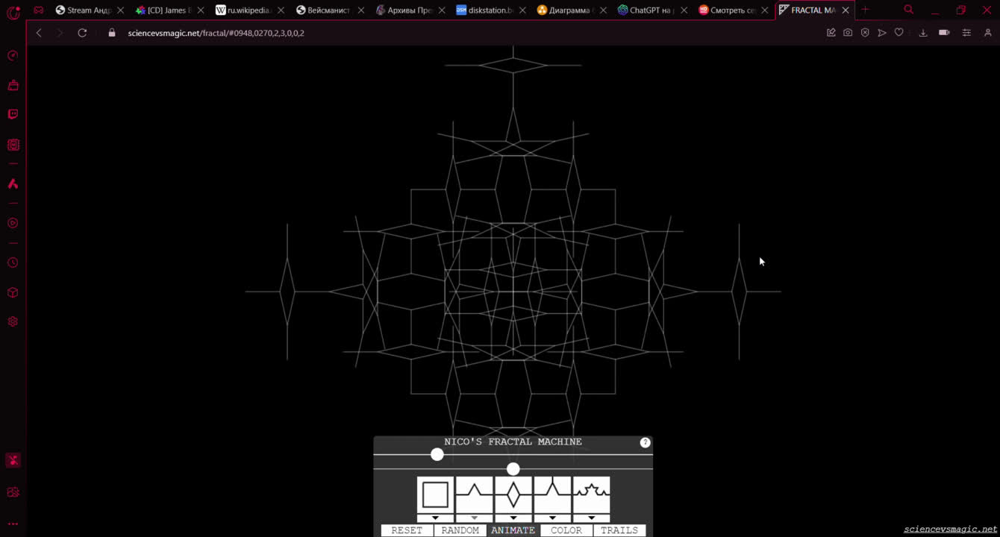 Stream Андр
[CD] James B
ru.wikipedia.
Вейсманист
Архивы Пре
diskstation.be
Диаграмма
ChatGPT на р
Смотреть се
FRACTAL MA
sciencevsmagic.net/fractal/#0948,0270,2,3,0,0,2
NICO'S FRACTAL MACHINE
?
RESET RANDOM ANIMATE COLOR TRAILS
sciencevsmagic.net